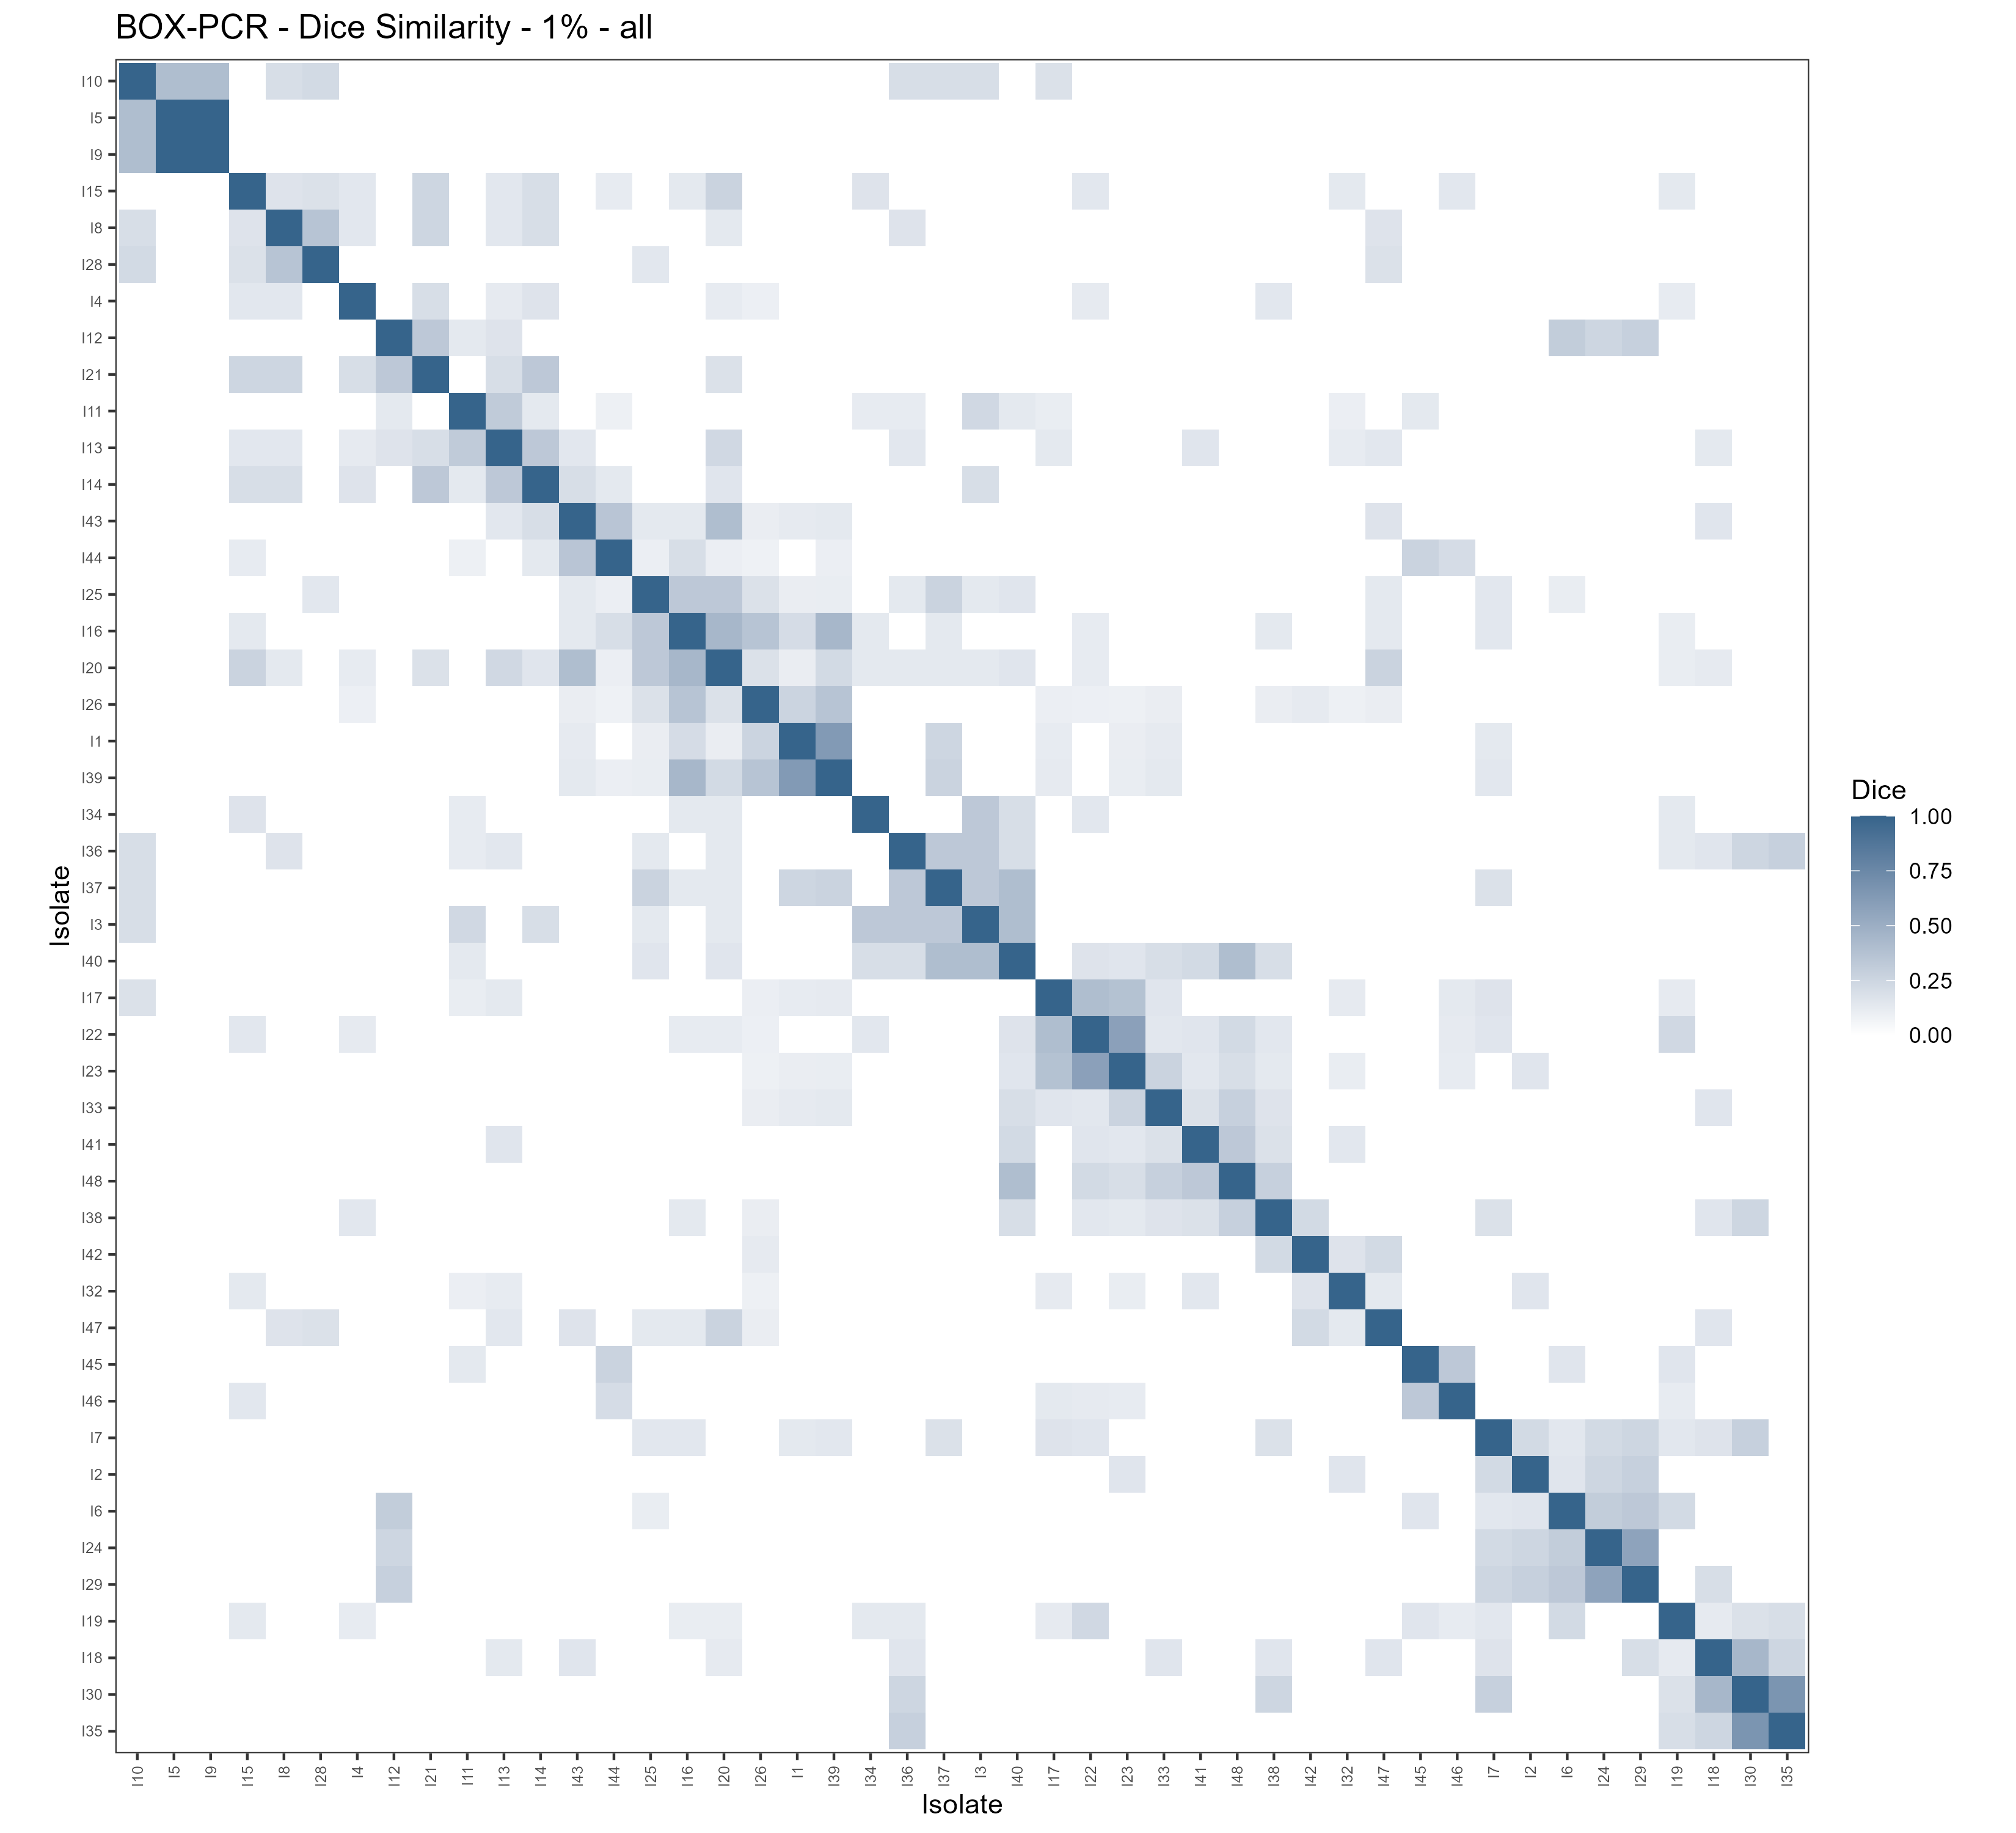 BOX-PCR - Dice Similarity - 1% - all
I10
I5
I9
I15
I8
I28
I4
I12
I21
I11
I13
I14
I43
I44
I25
I16
I20
I26
I1
I39
I34
I36
I37
I3
I40
I17
I22
I23
I33
I41
I48
I38
I42
I32
I47
I45
I46
I7
I2
I6
I24
I29
I19
I18
I30
I35
Isolate
I10 I5 I9 I15 I8 I28 I4 I12 I21 I11 I13 I14 I43 I44 I25 I16 I20 I26 I1 I39 I34 I36 I37 I3 I40 I17 I22 I23 I33 I41 I48 I38 I42 I32 I47 I45 I46 I7 I2 I6 I24 I29 I19 I18 I30 I35
Isolate
Dice
1.00
0.75
0.50
0.25
0.00